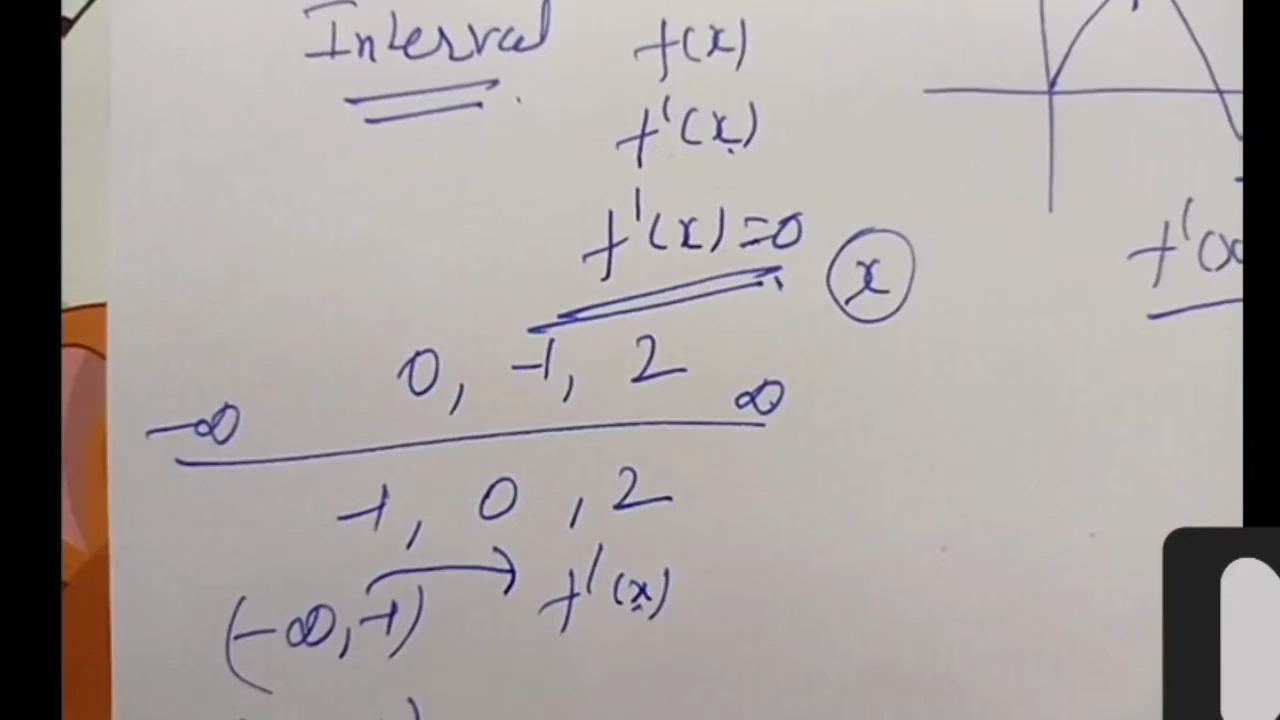 Interval
f(x)
f'(x)
f'(x)=0
x
0, -1, 2
-∞ ∞
-1, 0, 2
(-∞, -1) → f'(x)